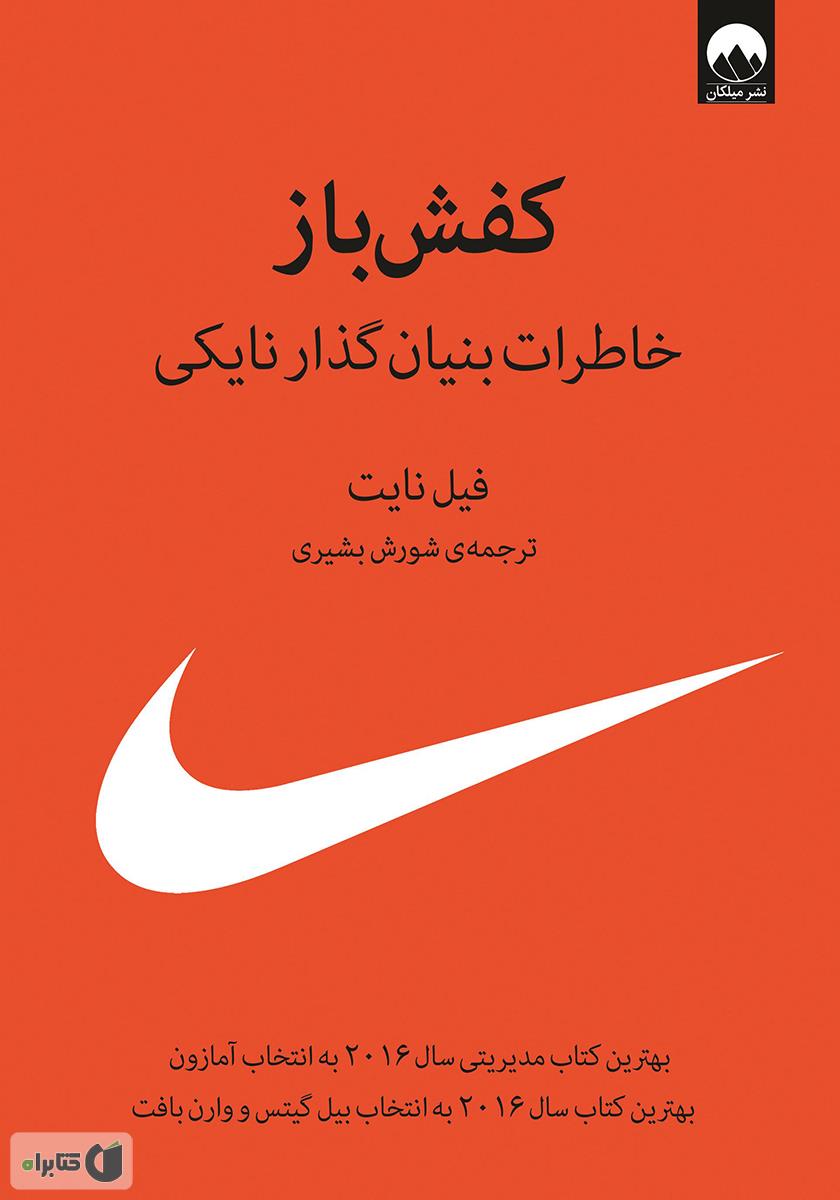 نشر میلکان
کفش‌باز
خاطرات بنیان‌گذار نایکی
فیل نایت
ترجمه‌ی شورش بشیری
بهترین کتاب مدیریتی سال ۲۰۱۶ به انتخاب آمازون
بهترین کتاب سال ۲۰۱۶ به انتخاب بیل گیتس و وارن بافت
کتابراه